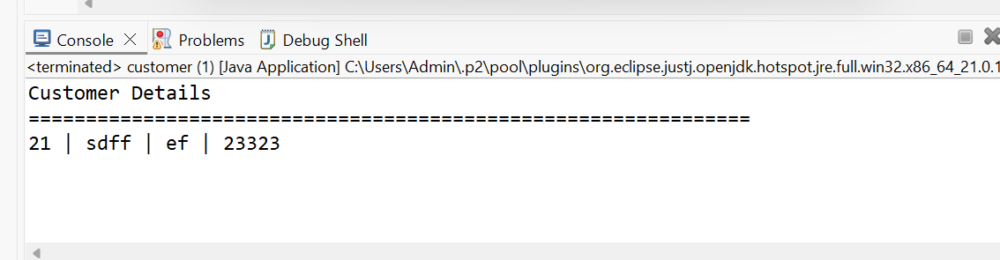 Console Problems Debug Shell
<terminated> customer (1) [Java Application] C:\Users\Admin\.p2\pool\plugins\org.eclipse.justj.openjdk.hotspot.jre.full.win32.x86_64_21.0.1
Customer Details
===============================================================
21 | sdff | ef | 23323